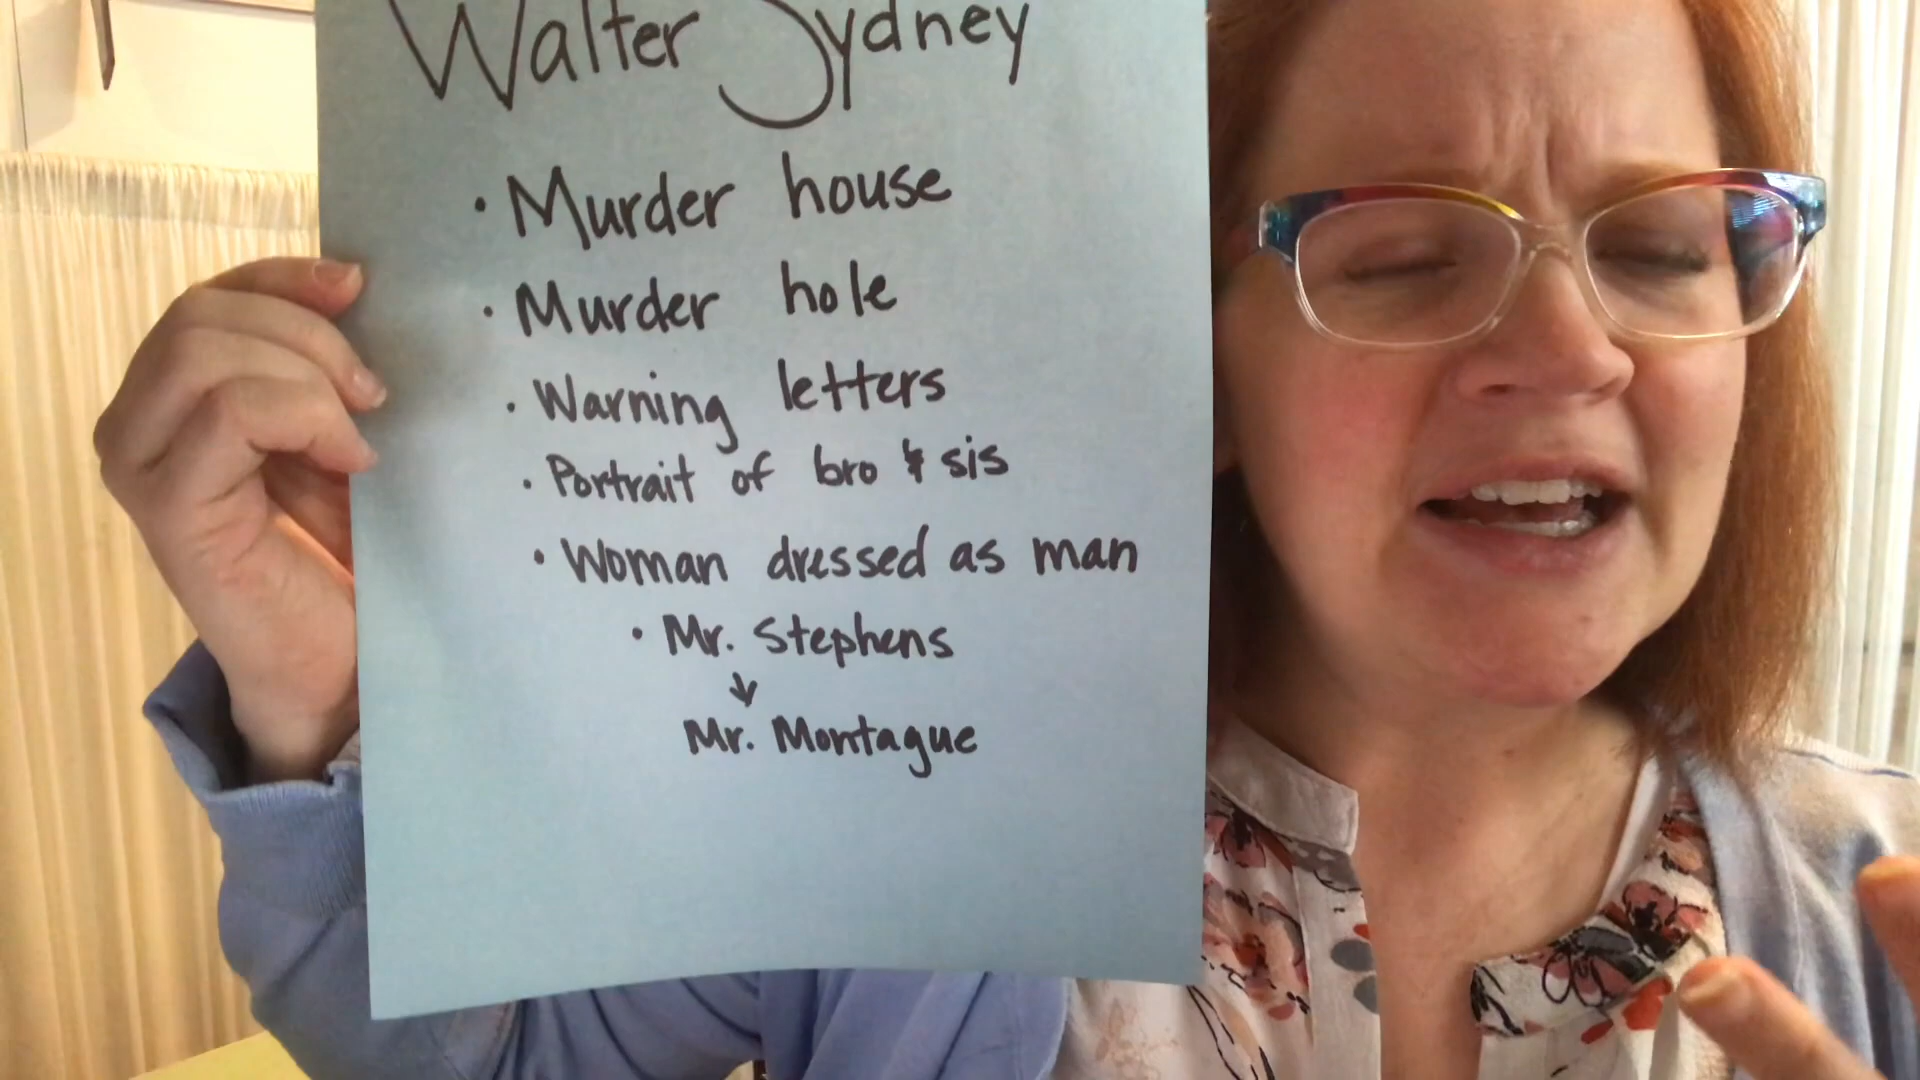 Walter Sydney
· Murder house
· Murder hole
· Warning letters
· Portrait of bro & sis
· Woman dressed as man
· Mr. Stephens
↓
Mr. Montague